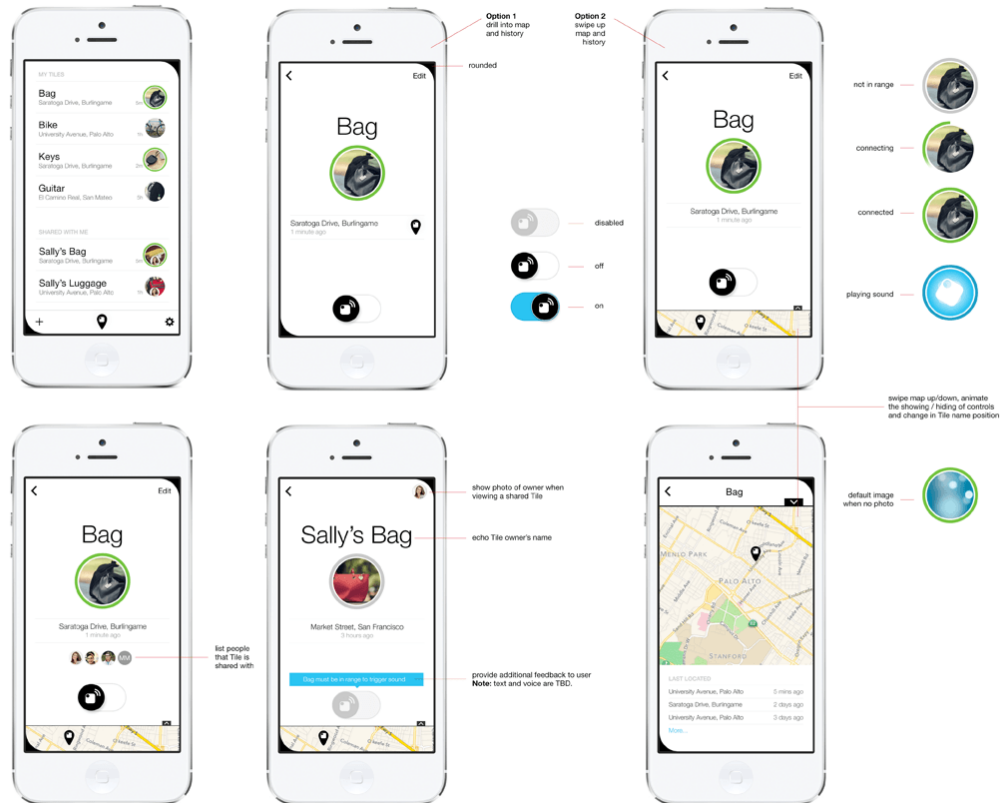 MY TILES
Bag
Saratoga Drive, Burlingame
Bike
University Avenue, Palo Alto
Keys
Saratoga Drive, Burlingame
Guitar
El Camino Real, San Mateo
SHARED WITH ME
Sally's Bag
Saratoga Drive, Burlingame
Sally's Luggage
University Avenue, Palo Alto
Option 1
drill into map
and history
rounded
Edit
Bag
Saratoga Drive, Burlingame
1 minute ago
disabled
off
on
Option 2
swipe up
map and
history
Edit
Bag
Saratoga Drive, Burlingame
1 minute ago
not in range
connecting
connected
playing sound
swipe map up/down, animate
the showing / hiding of controls
and change in Tile name position
Edit
Bag
Saratoga Drive, Burlingame
1 minute ago
MM
list people
that Tile is
shared with
show photo of owner when
viewing a shared Tile
Sally's Bag
echo Tile owner's name
Market Street, San Francisco
3 hours ago
Bag must be in range to trigger sound
provide additional feedback to user
Note: text and voice are TBD.
Bag
MENLO PARK
PALO ALTO
STANFORD
LAST LOCATED
University Avenue, Palo Alto 3 mins ago
Saratoga Drive, Burlingame 2 days ago
University Avenue, Palo Alto 3 days ago
More...
default image
when no photo